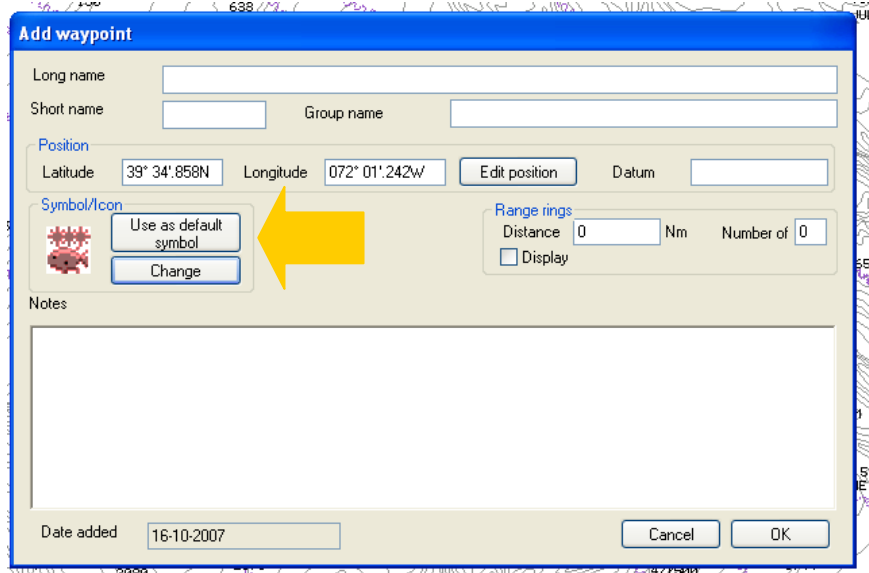 638
Add waypoint
Long name
Short name
Group name
Position
Latitude 39° 34'.858N Longitude 072° 01'.242W Edit position Datum
Symbol/Icon
Use as default
symbol
Change
Range rings
Distance 0 Nm Number of 0
Display
Notes
Date added 16-10-2007
Cancel OK